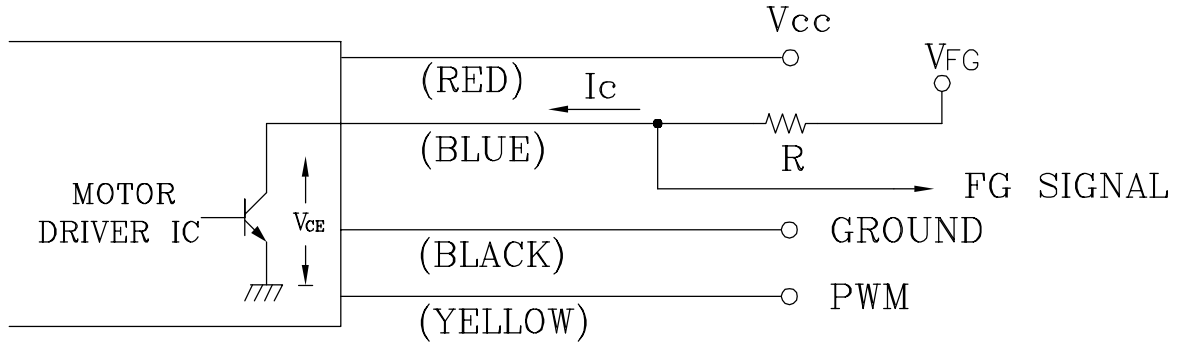 Vcc
VFG
(RED)
Ic
(BLUE)
R
MOTOR
DRIVER IC
VCE
FG SIGNAL
GROUND
(BLACK)
PWM
(YELLOW)